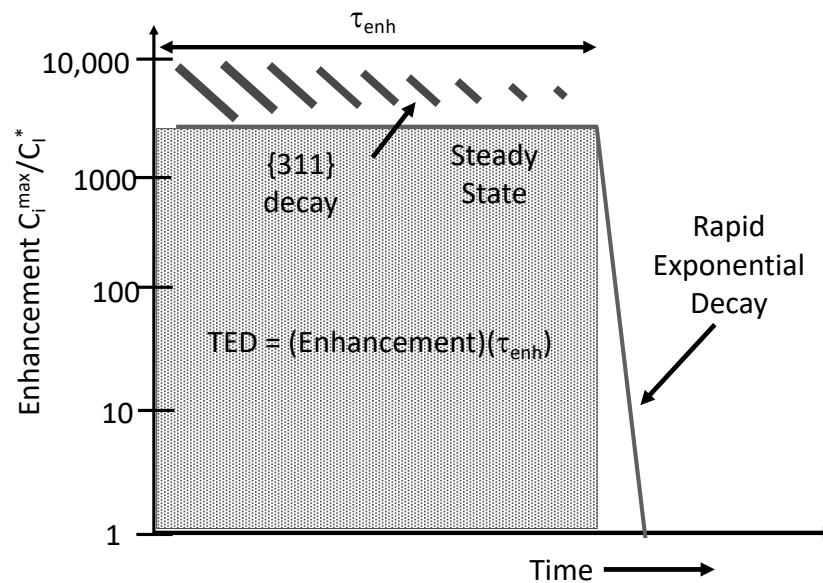 τenh
10,000
1000
100
10
1
Enhancement CImax/CI*
{311}
decay
Steady
State
TED = (Enhancement)(τenh)
Rapid
Exponential
Decay
Time